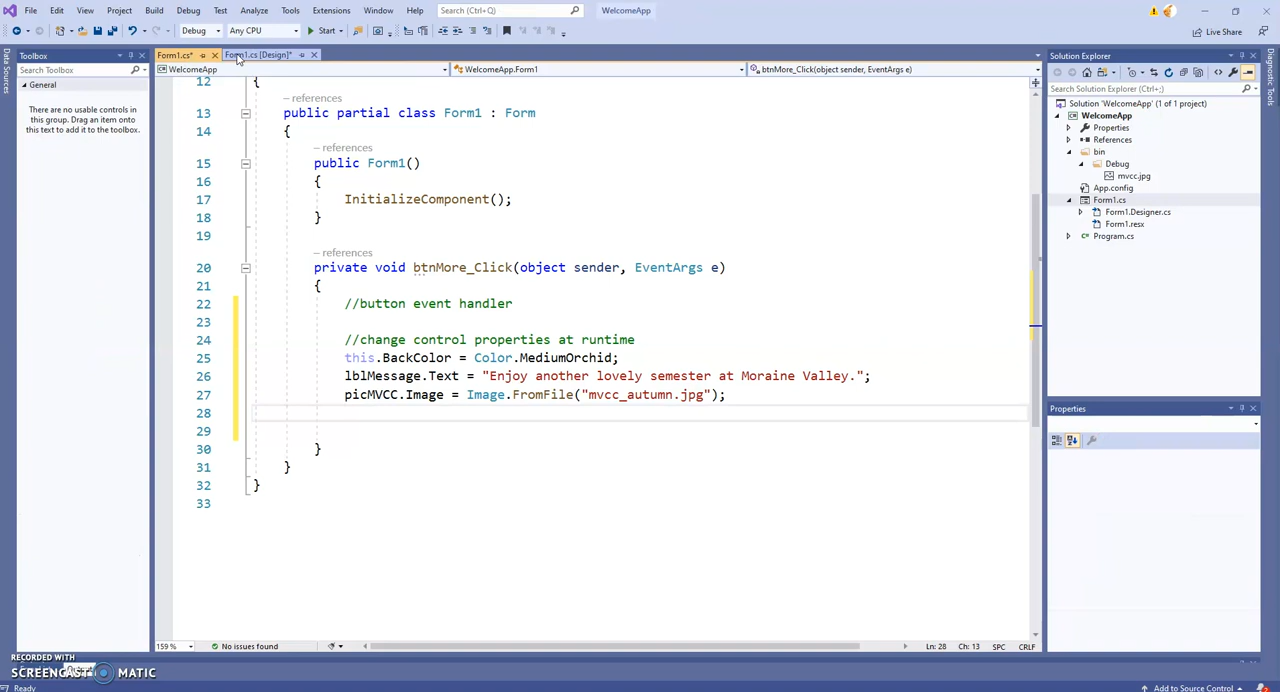 File Edit View Project Build Debug Test Analyze Tools Extensions Window Help Search (Ctrl+Q) WelcomeApp
Debug Any CPU Start Live Share
Toolbox
Search Toolbox
General
There are no usable controls in
this group. Drag an item onto
this text to add it to the toolbox.
Data Sources
Form1.cs* Form1.cs [Design]*
WelcomeApp WelcomeApp.Form1 btnMore_Click(object sender, EventArgs e)
12 {
– references
13 public partial class Form1 : Form
14 {
– references
15 public Form1()
16 {
17 InitializeComponent();
18 }
19
– references
20 private void btnMore_Click(object sender, EventArgs e)
21 {
22 //button event handler
23
24 //change control properties at runtime
25 this.BackColor = Color.MediumOrchid;
26 lblMessage.Text = "Enjoy another lovely semester at Moraine Valley.";
27 picMVCC.Image = Image.FromFile("mvcc_autumn.jpg");
28
29
30 }
31 }
32 }
33
159 % No issues found Ln: 28 Ch: 13 SPC CRLF
Solution Explorer
Search Solution Explorer (Ctrl+;)
Solution 'WelcomeApp' (1 of 1 project)
WelcomeApp
Properties
References
bin
Debug
mvcc.jpg
App.config
Form1.cs
Form1.Designer.cs
Form1.resx
C# Program.cs
Properties
Diagnostic Tools
RECORDED WITH
SCREENCAST MATIC
Ready Add to Source Control